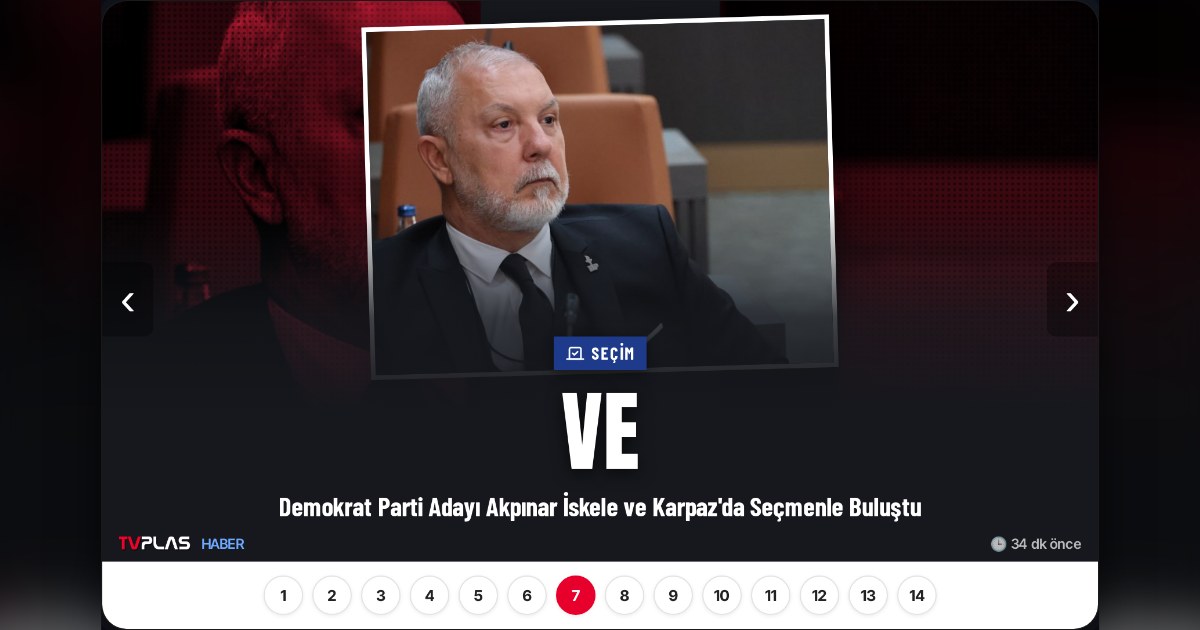 SEÇİM
VE
Demokrat Parti Adayı Akpınar İskele ve Karpaz'da Seçmenle Buluştu
TVPLAS HABER
34 dk önce
1 2 3 4 5 6 7 8 9 10 11 12 13 14